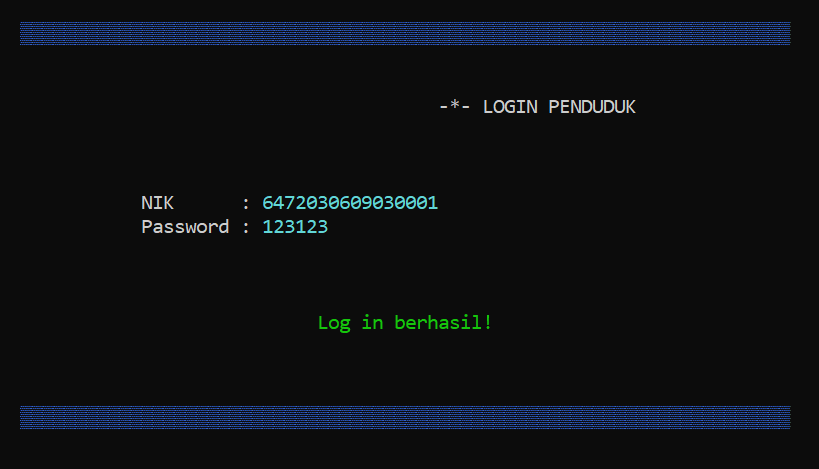 -*- LOGIN PENDUDUK
NIK : 6472030609030001
Password : 123123
Log in berhasil!